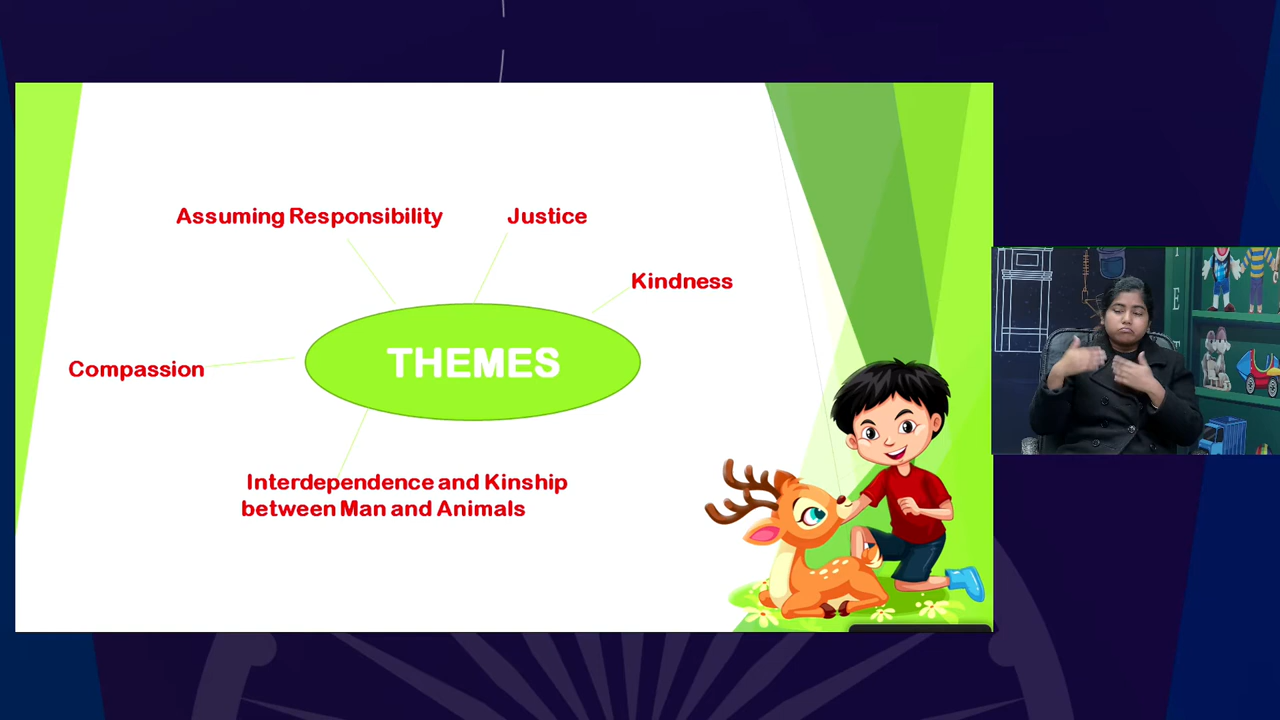 Assuming Responsibility
Justice
Kindness
THEMES
Compassion
Interdependence and Kinship
between Man and Animals